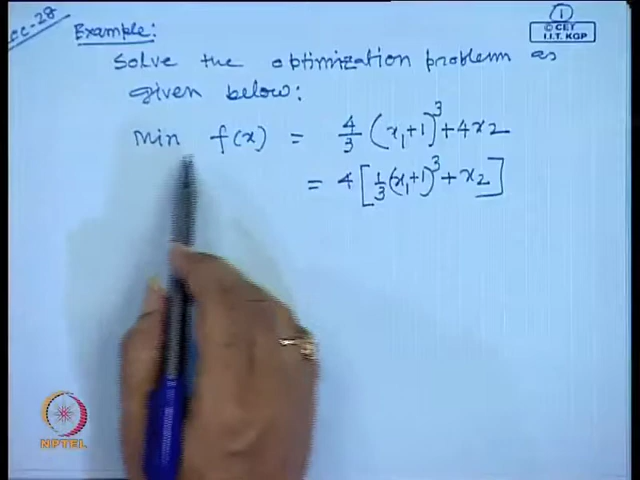 Lec-28
Example:
1
© CET
I.I.T. KGP
Solve the optimization problem as
given below:
Min f(x) = 4/3 (x₁+1)³ + 4x₂
= 4 [1/3 (x₁+1)³ + x₂]
NPTEL